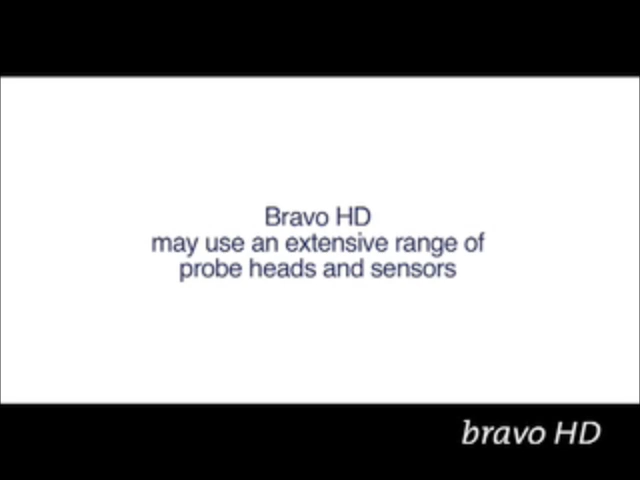 Bravo HD
may use an extensive range of
probe heads and sensors
bravo HD